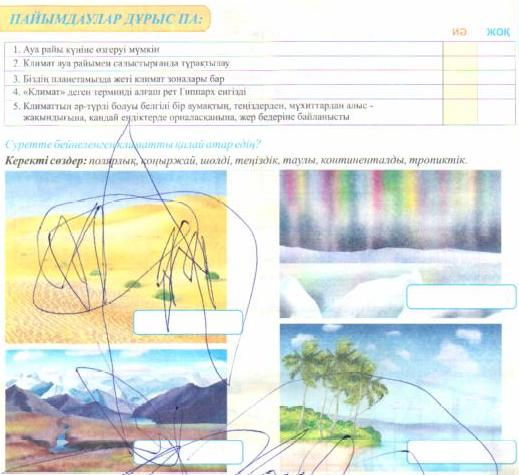 ПАЙЫМДАУЛАР ДҰРЫС ПА:
ИӘ ЖОҚ
1. Ауа райы күніне өзгеруі мүмкін
2. Климат ауа райымен салыстырғанда тұрақтылау
3. Біздің планетамызда жеті климат зоналары бар
4. «Климат» деген терминді алғаш рет Гиппарх енгізді
5. Климаттың әр-түрлі болуы белгілі бір аумақтың, теңіздерден, мұхиттардан алыс -
жақындығына, қандай ендіктерде орналасқанына, жер бедеріне байланысты
Суретте бейнеленген климатты қалай атар едің?
Керекті сөздер: полярлық, қоңыржай, шөлді, теңіздік, таулы, континенталды, тропиктік.